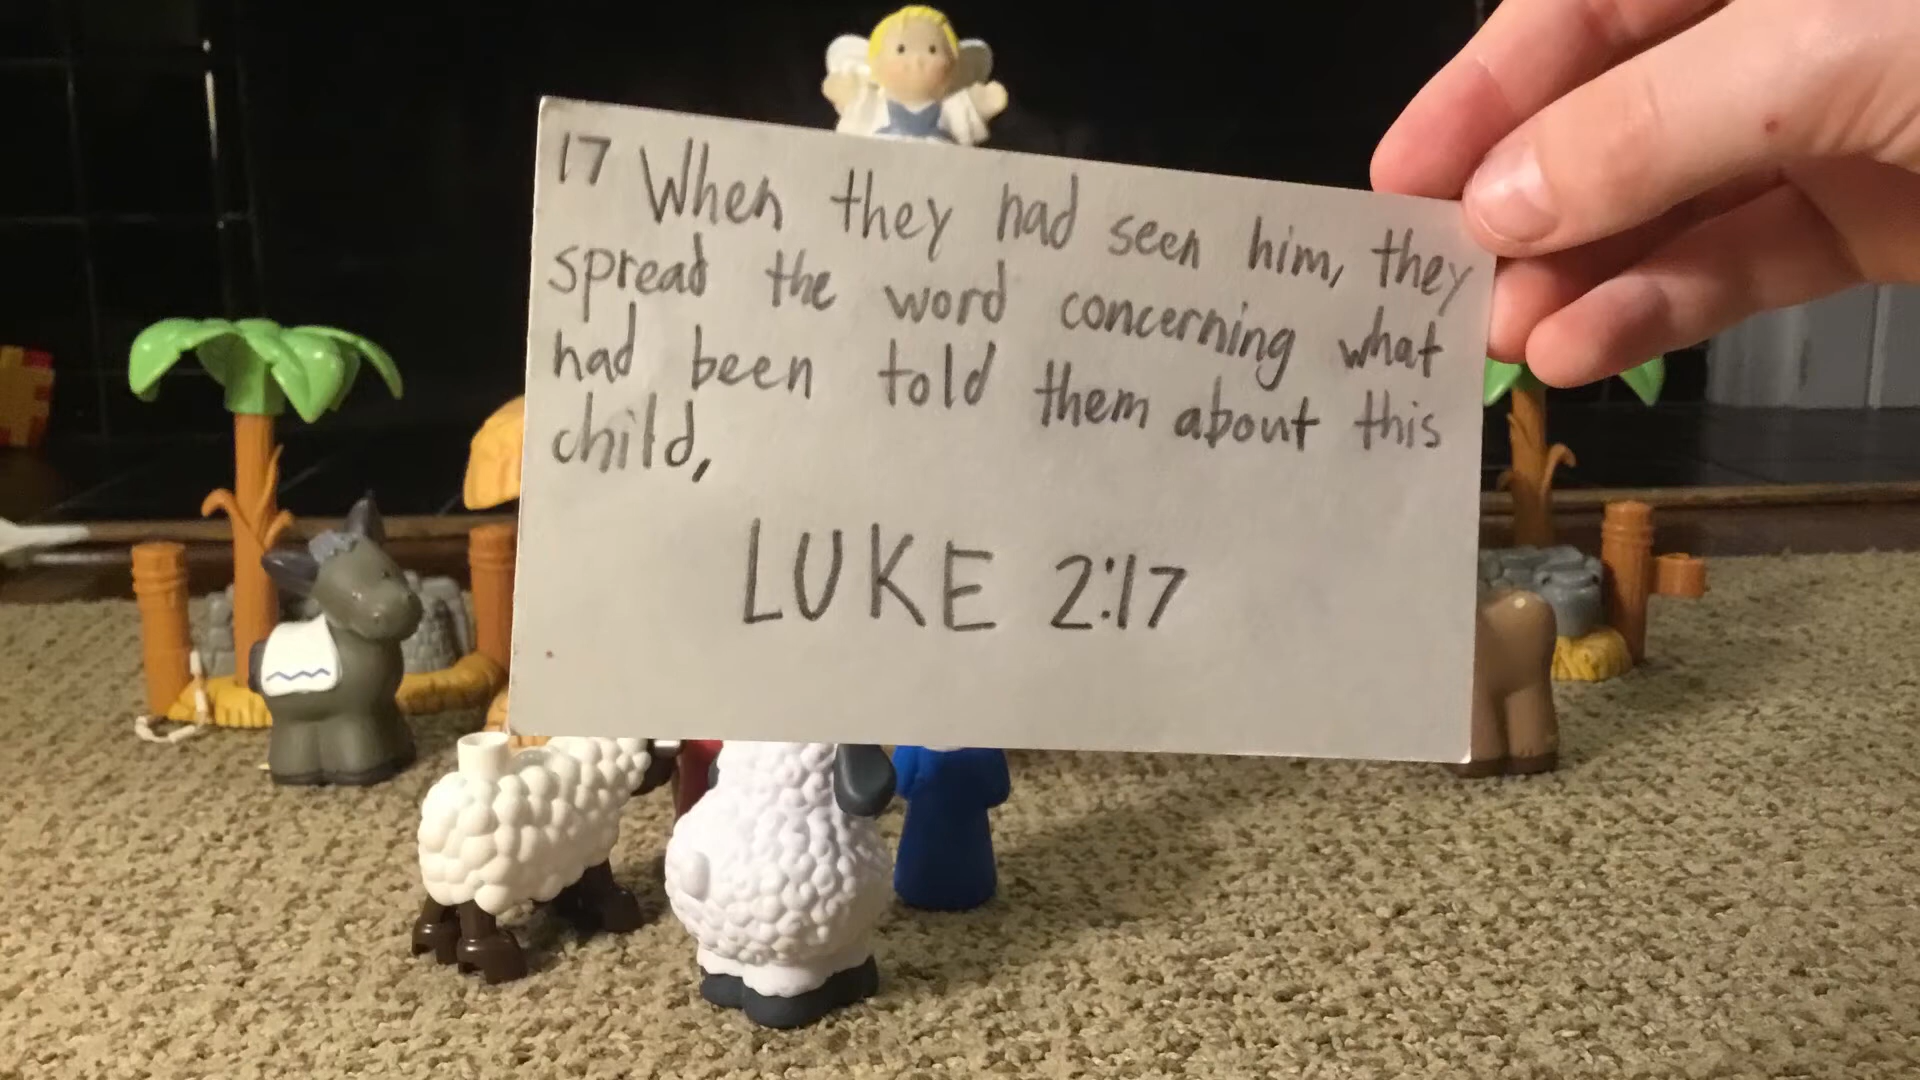 17 When they had seen him, they
spread the word concerning what
had been told them about this
child,
LUKE 2:17